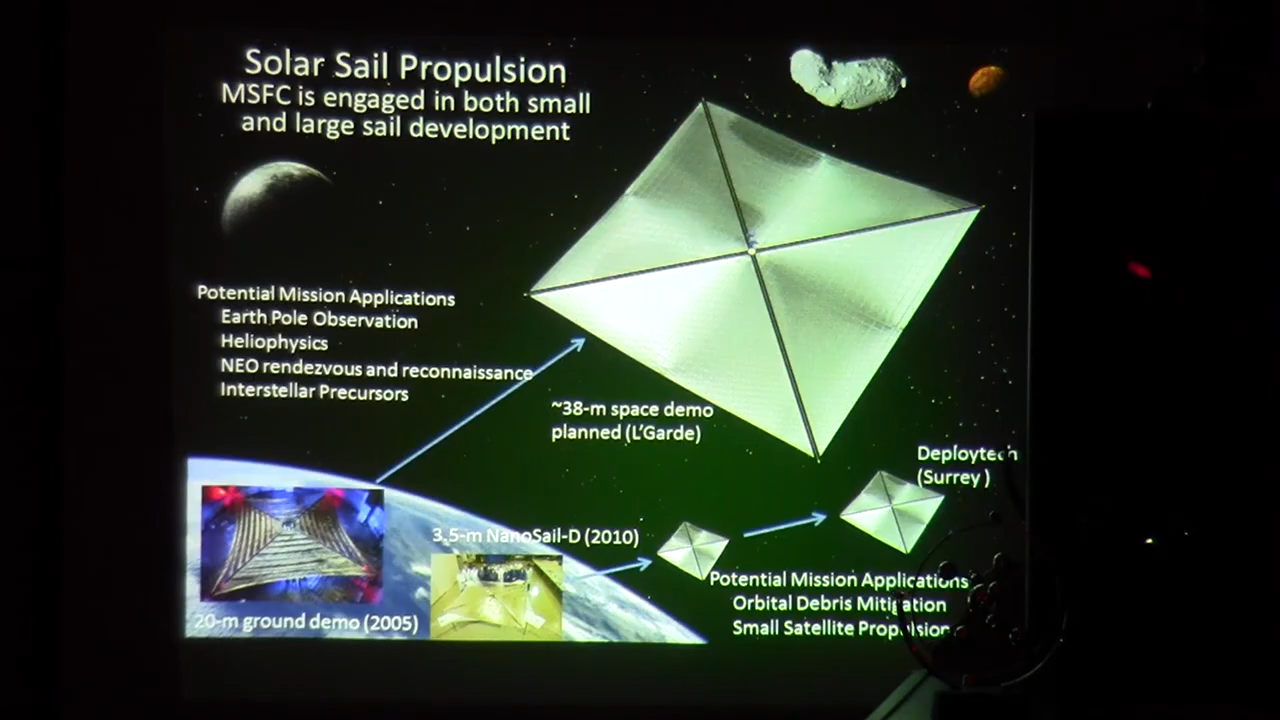 Solar Sail Propulsion
MSFC is engaged in both small
and large sail development
Potential Mission Applications
Earth Pole Observation
Heliophysics
NEO rendezvous and reconnaissance
Interstellar Precursors
~38-m space demo
planned (L'Garde)
Deploytech
(Surrey )
3.5-m NanoSail-D (2010)
Potential Mission Applications
Orbital Debris Mitigation
Small Satellite Propulsion
20-m ground demo (2005)